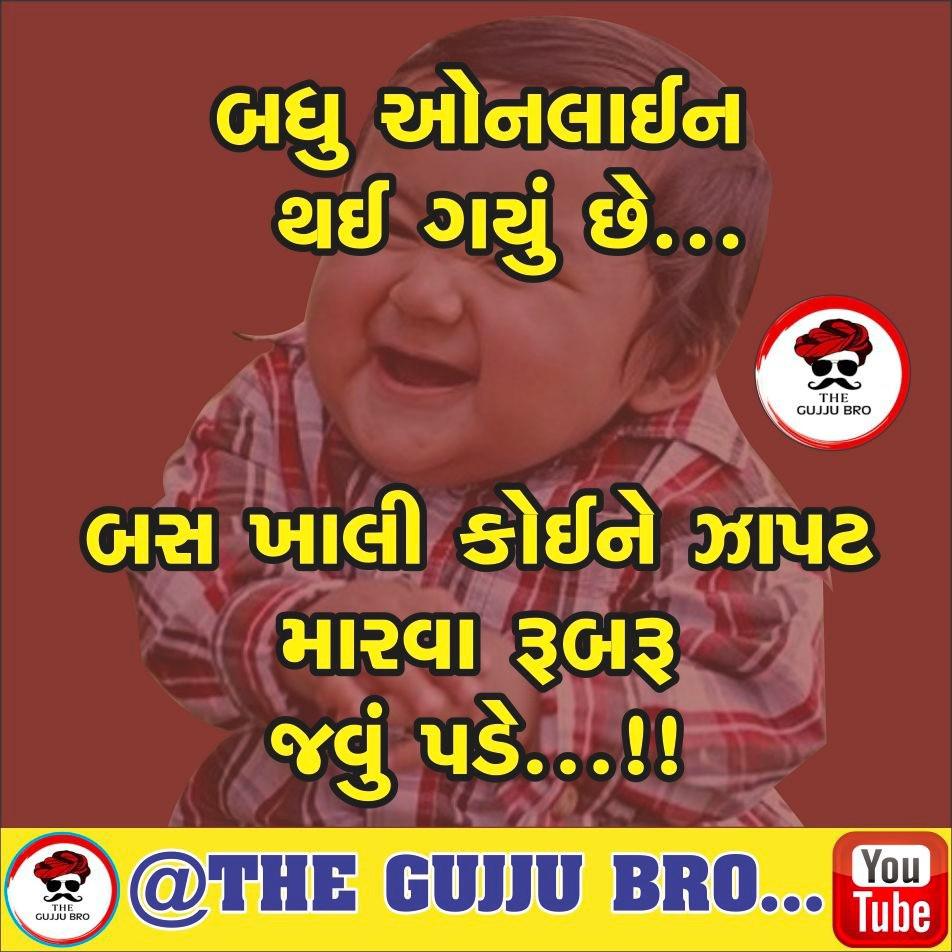 બધુ ઓનલાઈન
થઈ ગયું છે...
THE
GUJJU BRO
બસ ખાલી કોઈને ઝાપટ
મારવા રૂબરૂ
જવું પડે...!!
THE
GUJJU BRO
@THE GUJJU BRO...
You
Tube